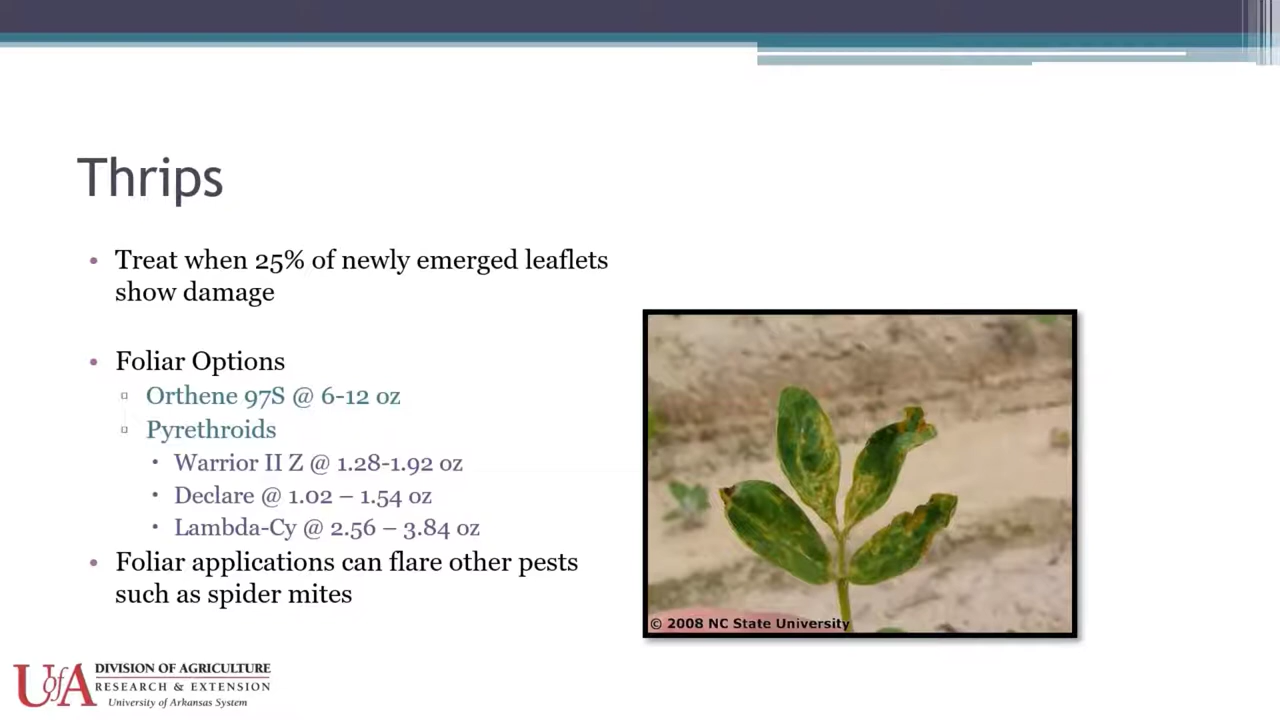 Thrips
• Treat when 25% of newly emerged leaflets
show damage
• Foliar Options
▫ Orthene 97S @ 6-12 oz
▫ Pyrethroids
• Warrior II Z @ 1.28-1.92 oz
• Declare @ 1.02 – 1.54 oz
• Lambda-Cy @ 2.56 – 3.84 oz
• Foliar applications can flare other pests
such as spider mites
© 2008 NC State University
UofA
DIVISION OF AGRICULTURE
RESEARCH & EXTENSION
University of Arkansas System